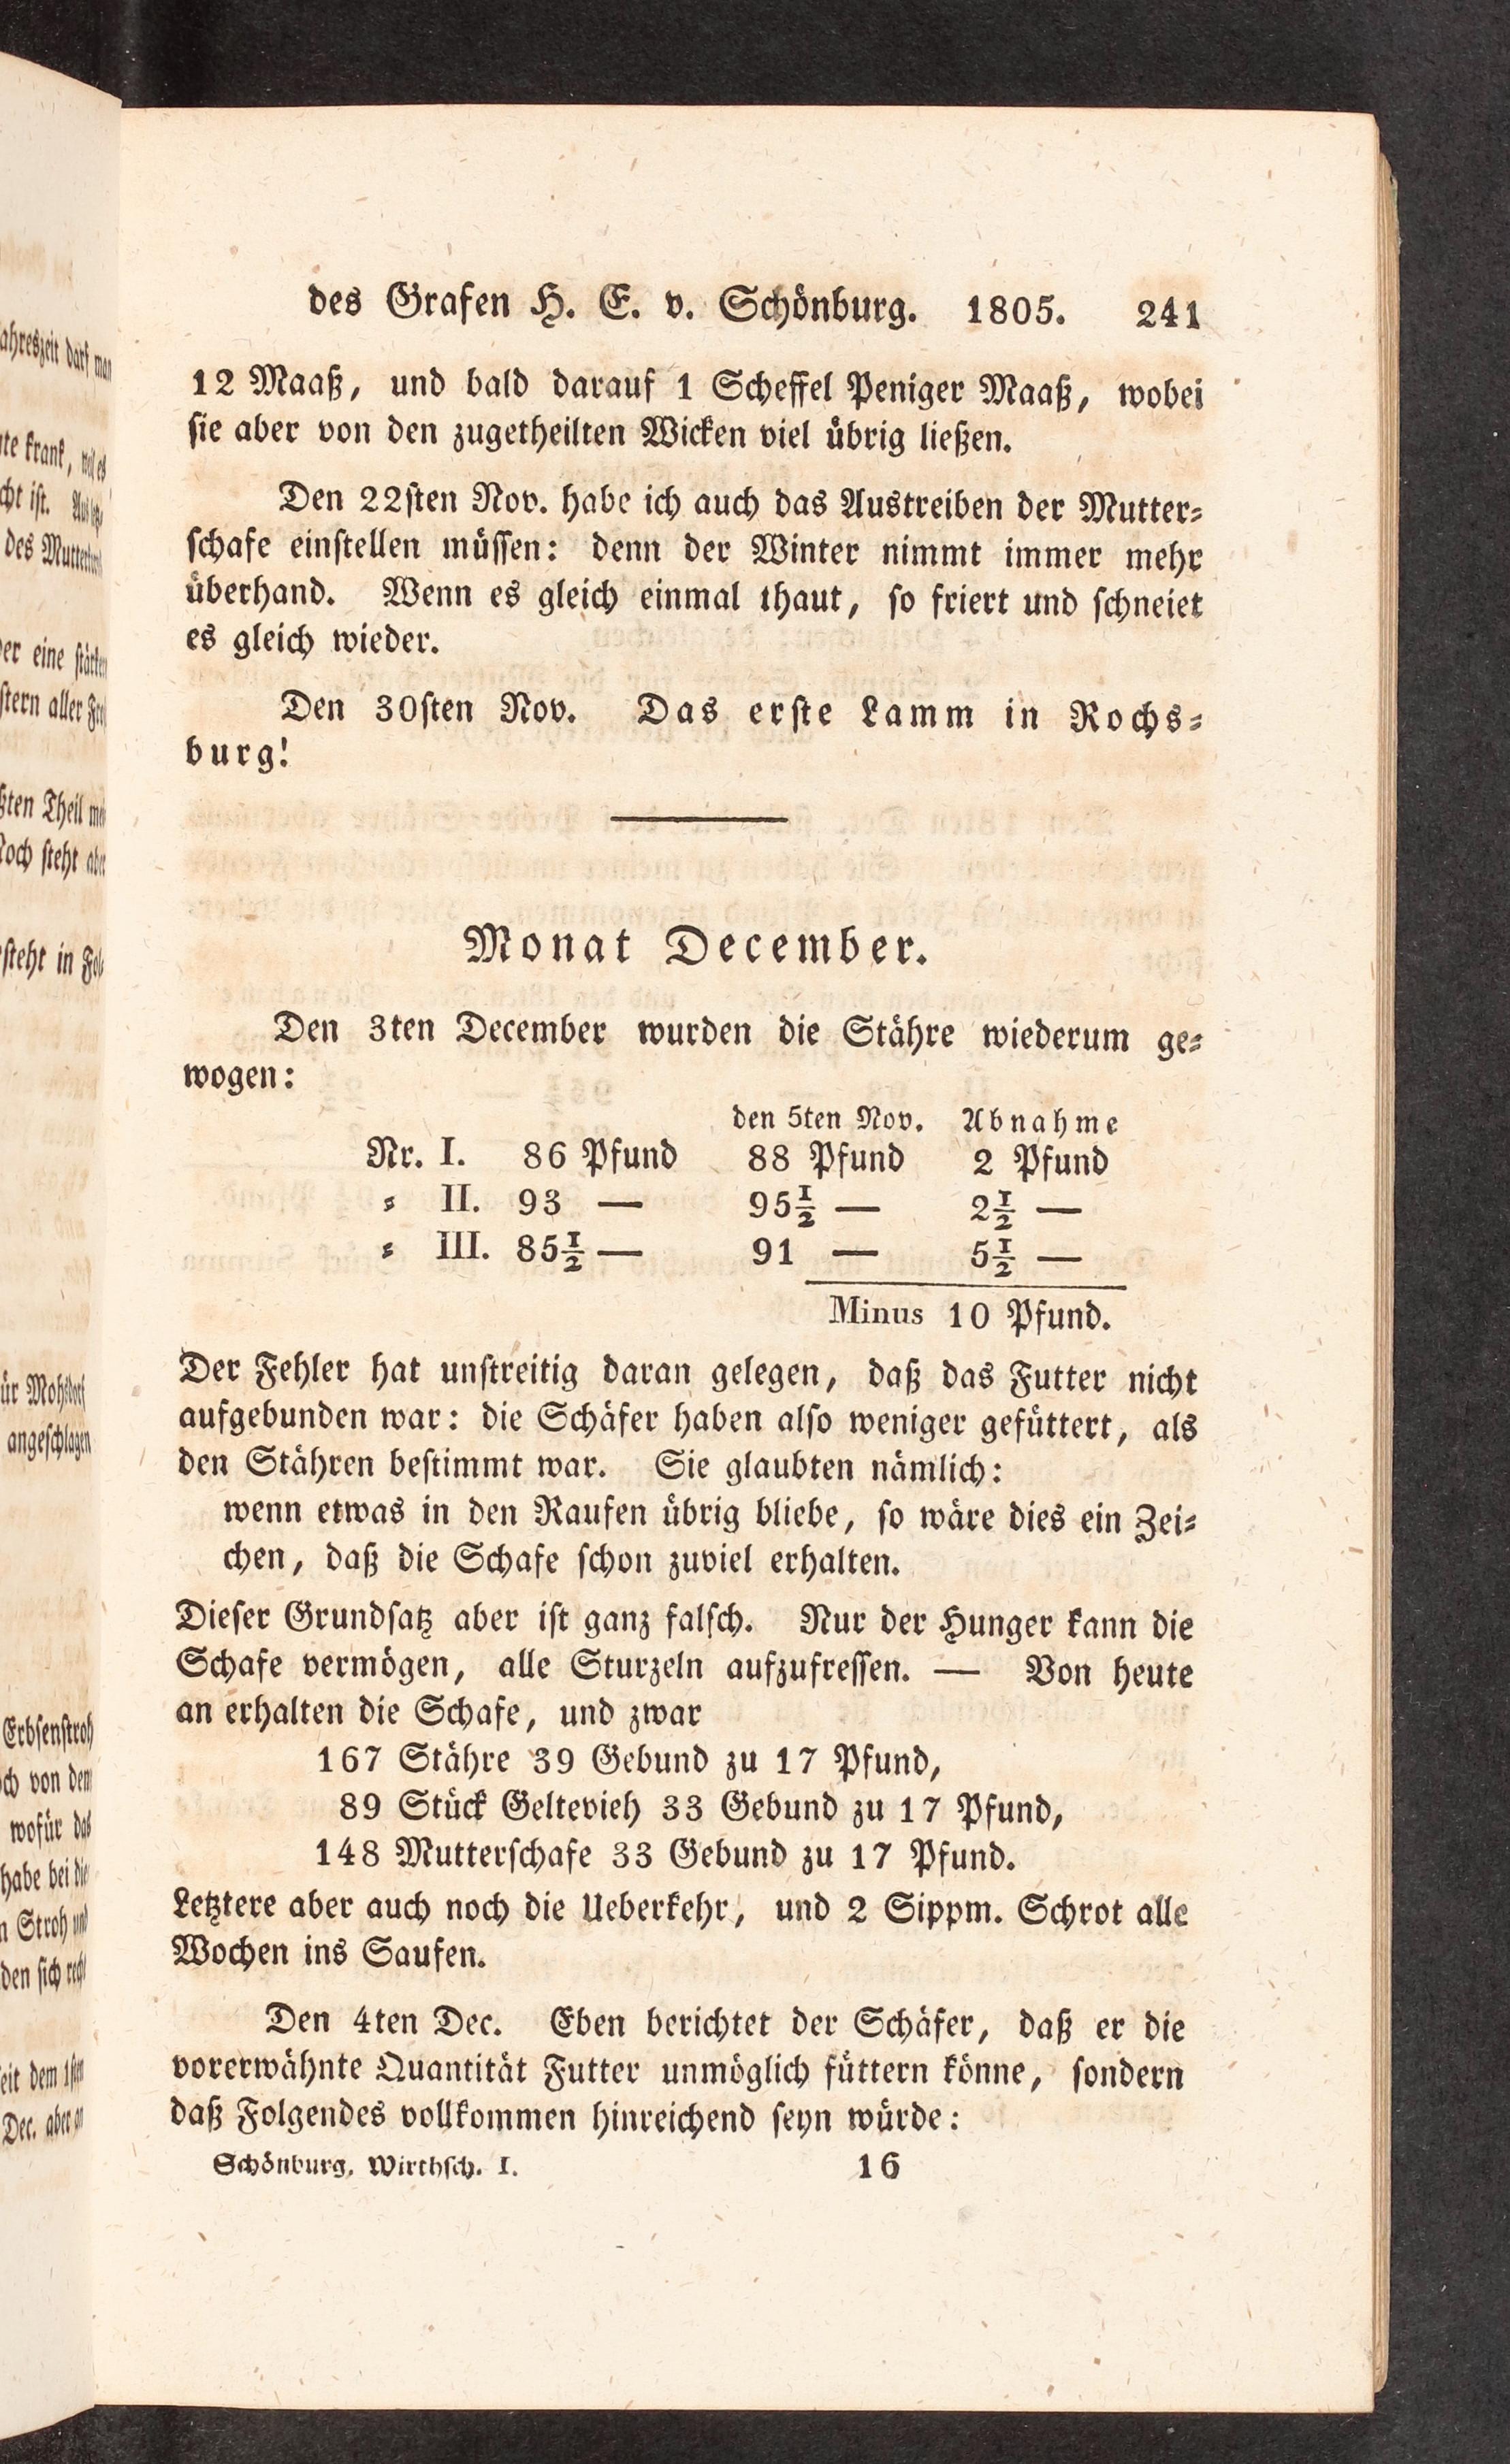 des Grafen H. E. v. Schönburg. 1805. 241
12 Maaß, und bald darauf 1 Scheffel Peniger Maaß, wobei
sie aber von den zugetheilten Wicken viel übrig ließen.
Den 22sten Nov. habe ich auch das Austreiben der Mutter-
schafe einstellen müssen: denn der Winter nimmt immer mehr
überhand. Wenn es gleich einmal thaut, so friert und schneiet
es gleich wieder.
Den 30sten Nov. Das erste Lamm in Rochs-
burg!
Monat December.
Den 3ten December wurden die Stähre wiederum ge-
wogen:
den 5ten Nov. Abnahme
Nr. I. 86 Pfund 88 Pfund 2 Pfund
= II. 93 — 95½ — 2½ —
= III. 85½ — 91 — 5½ —
Minus 10 Pfund.
Der Fehler hat unstreitig daran gelegen, daß das Futter nicht
aufgebunden war: die Schäfer haben also weniger gefüttert, als
den Stähren bestimmt war. Sie glaubten nämlich:
wenn etwas in den Raufen übrig bliebe, so wäre dies ein Zei-
chen, daß die Schafe schon zuviel erhalten.
Dieser Grundsatz aber ist ganz falsch. Nur der Hunger kann die
Schafe vermögen, alle Sturzeln aufzufressen. — Von heute
an erhalten die Schafe, und zwar
167 Stähre 39 Gebund zu 17 Pfund,
89 Stück Geltevieh 33 Gebund zu 17 Pfund,
148 Mutterschafe 33 Gebund zu 17 Pfund.
Letztere aber auch noch die Ueberkehr, und 2 Sippm. Schrot alle
Wochen ins Saufen.
Den 4ten Dec. Eben berichtet der Schäfer, daß er die
vorerwähnte Quantität Futter unmöglich füttern könne, sondern
daß Folgendes vollkommen hinreichend seyn würde:
Schönburg, Wirthsch. I. 16